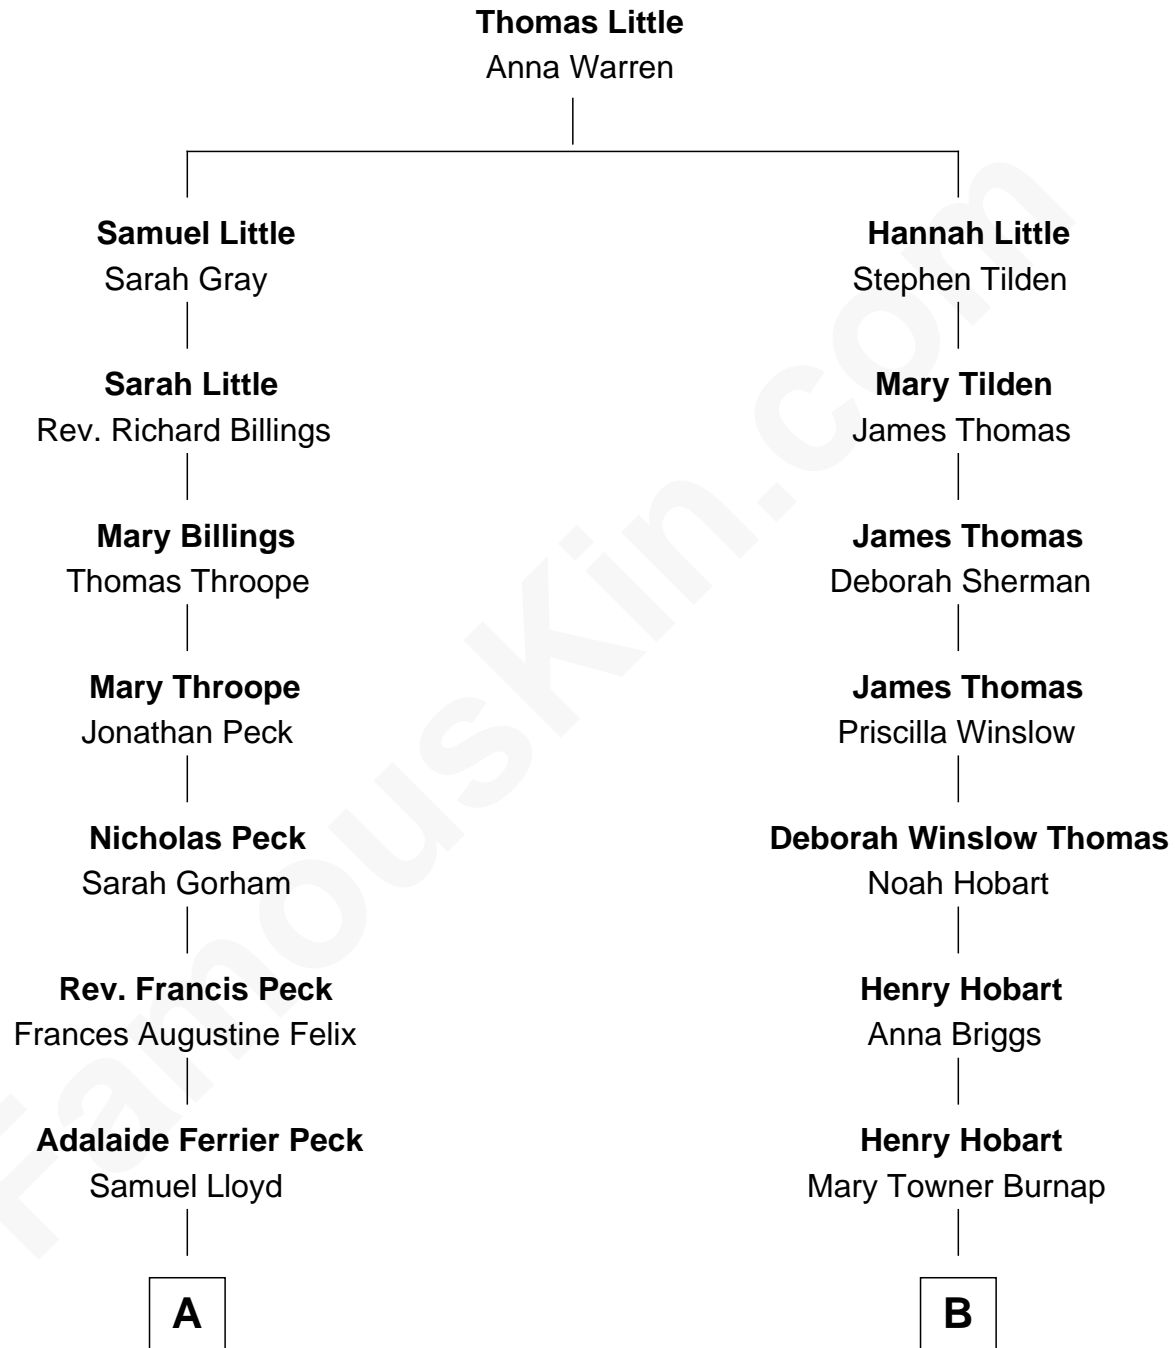 Thomas Little
Anna Warren
Samuel Little
Sarah Gray
Hannah Little
Stephen Tilden
Sarah Little
Rev. Richard Billings
Mary Tilden
James Thomas
Mary Billings
Thomas Throope
James Thomas
Deborah Sherman
Mary Throope
Jonathan Peck
James Thomas
Priscilla Winslow
Nicholas Peck
Sarah Gorham
Deborah Winslow Thomas
Noah Hobart
Rev. Francis Peck
Frances Augustine Felix
Henry Hobart
Anna Briggs
Adalaide Ferrier Peck
Samuel Lloyd
Henry Hobart
Mary Towner Burnap
A
B
FamousKin.com